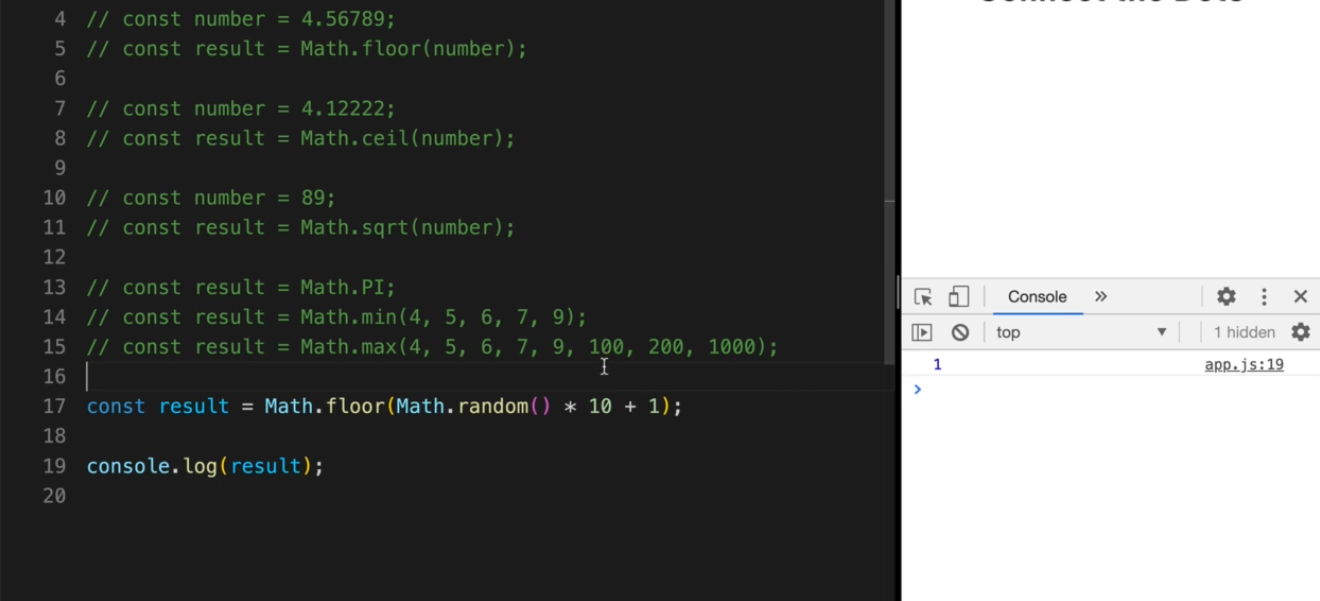 4 // const number = 4.56789;
5 // const result = Math.floor(number);
6
7 // const number = 4.12222;
8 // const result = Math.ceil(number);
9
10 // const number = 89;
11 // const result = Math.sqrt(number);
12
13 // const result = Math.PI;
14 // const result = Math.min(4, 5, 6, 7, 9);
15 // const result = Math.max(4, 5, 6, 7, 9, 100, 200, 1000);
16
17 const result = Math.floor(Math.random() * 10 + 1);
18
19 console.log(result);
20
Console »
top 1 hidden
1 app.js:19